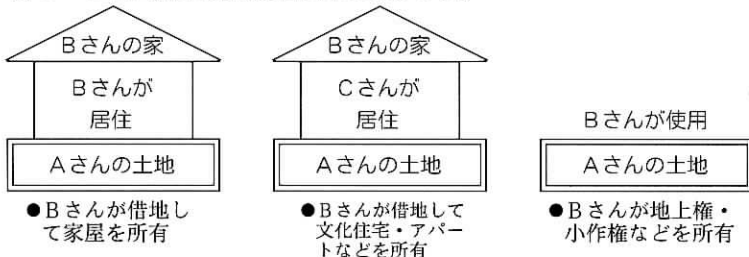 Bさんの家
Bさんが
居住
Aさんの土地
●Bさんが借地し
て家屋を所有
Bさんの家
Cさんが
居住
Aさんの土地
●Bさんが借地して
文化住宅・アパー
トなどを所有
Bさんが使用
Aさんの土地
●Bさんが地上権・
小作権などを所有